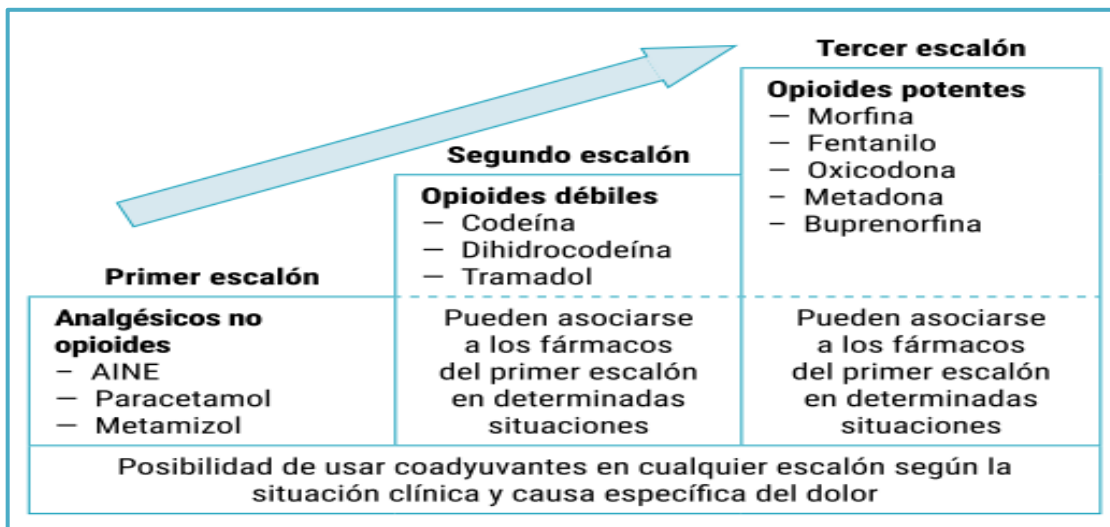 Primer escalón
Analgésicos no
opioides
– AINE
— Paracetamol
— Metamizol
Segundo escalón
Opioides débiles
— Codeína
— Dihidrocodeína
— Tramadol
Pueden asociarse
a los fármacos
del primer escalón
en determinadas
situaciones
Tercer escalón
Opioides potentes
— Morfina
— Fentanilo
— Oxicodona
– Metadona
– Buprenorfina
Pueden asociarse
a los fármacos
del primer escalón
en determinadas
situaciones
Posibilidad de usar coadyuvantes en cualquier escalón según la
situación clínica y causa específica del dolor